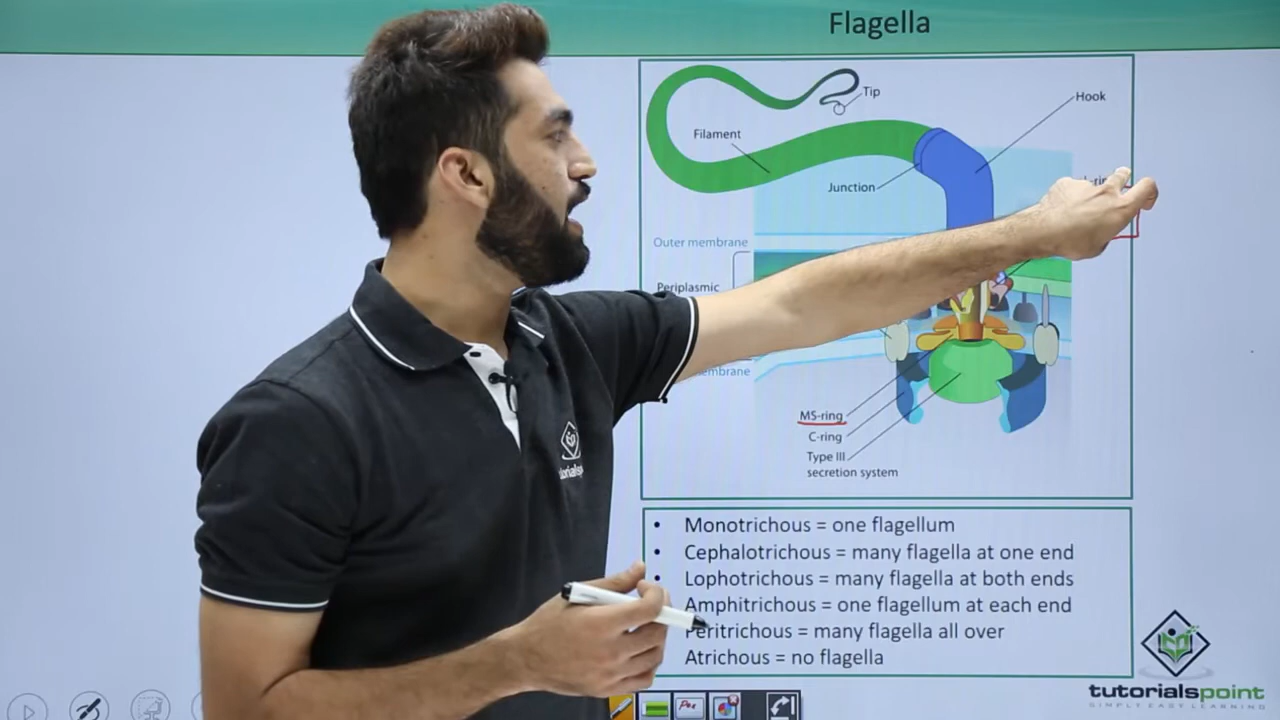 Flagella
Tip
Hook
Filament
Junction
Outer membrane
Periplasmic
MS-ring
C-ring
Type III
secretion system
• Monotrichous = one flagellum
• Cephalotrichous = many flagella at one end
• Lophotrichous = many flagella at both ends
Amphitrichous = one flagellum at each end
Peritrichous = many flagella all over
Atrichous = no flagella
tutorialspoint
SIMPLY EASY LEARNING